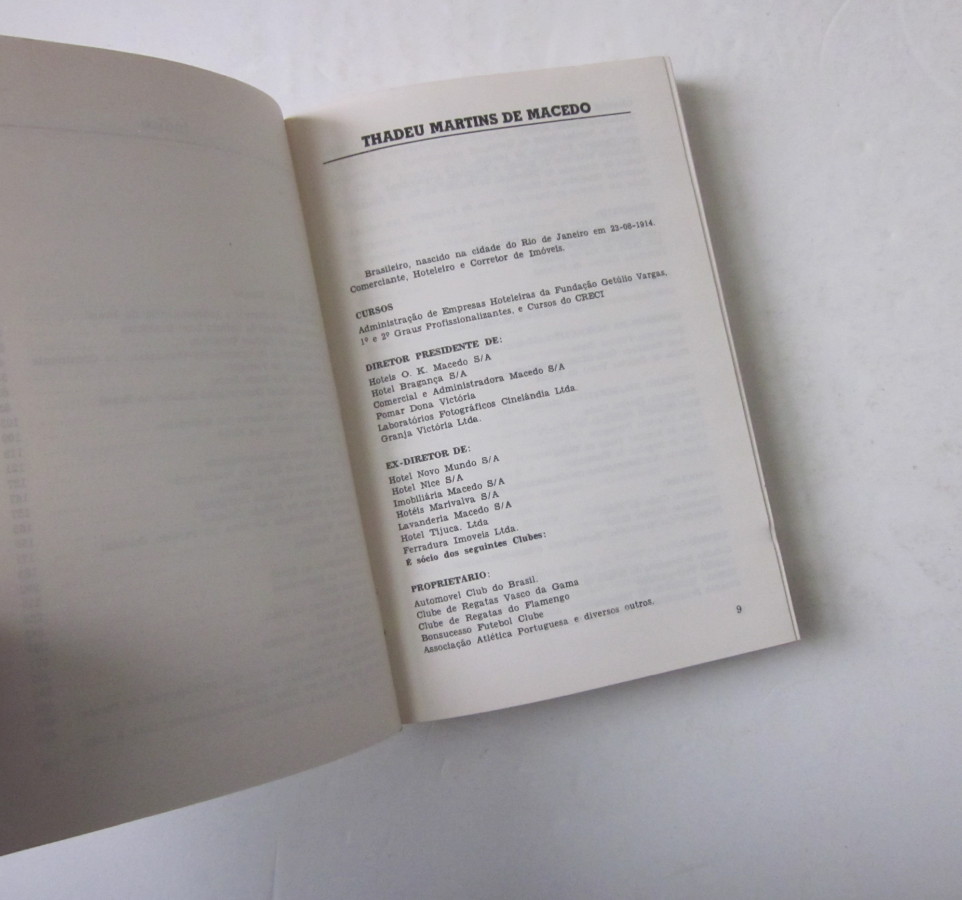 THADEU MARTINS DE MACEDO
Brasileiro, nascido na cidade do Rio de Janeiro em 23-08-1914.
Comerciante, Hoteleiro e Corretor de Imóveis.
CURSOS
Administração de Empresas Hoteleiras da Fundação Getúlio Vargas,
1º e 2º Graus Profissionalizantes, e Cursos do CRECI
DIRETOR PRESIDENTE DE:
Hoteis O. K. Macedo S/A
Hotel Bragança S/A
Comercial e Administradora Macedo S/A
Pomar Dona Victória
Laboratórios Fotográficos Cinelândia Ltda.
Granja Victória Ltda.
EX-DIRETOR DE:
Hotel Novo Mundo S/A
Hotel Nice S/A
Imobiliária Macedo S/A
Hotéis Marivalva S/A
Lavanderia Macedo S/A
Hotel Tijuca. Ltda
Ferradura Imoveis Ltda.
É sócio dos seguintes Clubes:
PROPRIETÁRIO:
Automovel Club do Brasil.
Clube de Regatas Vasco da Gama
Clube de Regatas do Flamengo
Bonsucesso Futebol Clube
Associação Atlética Portuguesa e diversos outros.
9